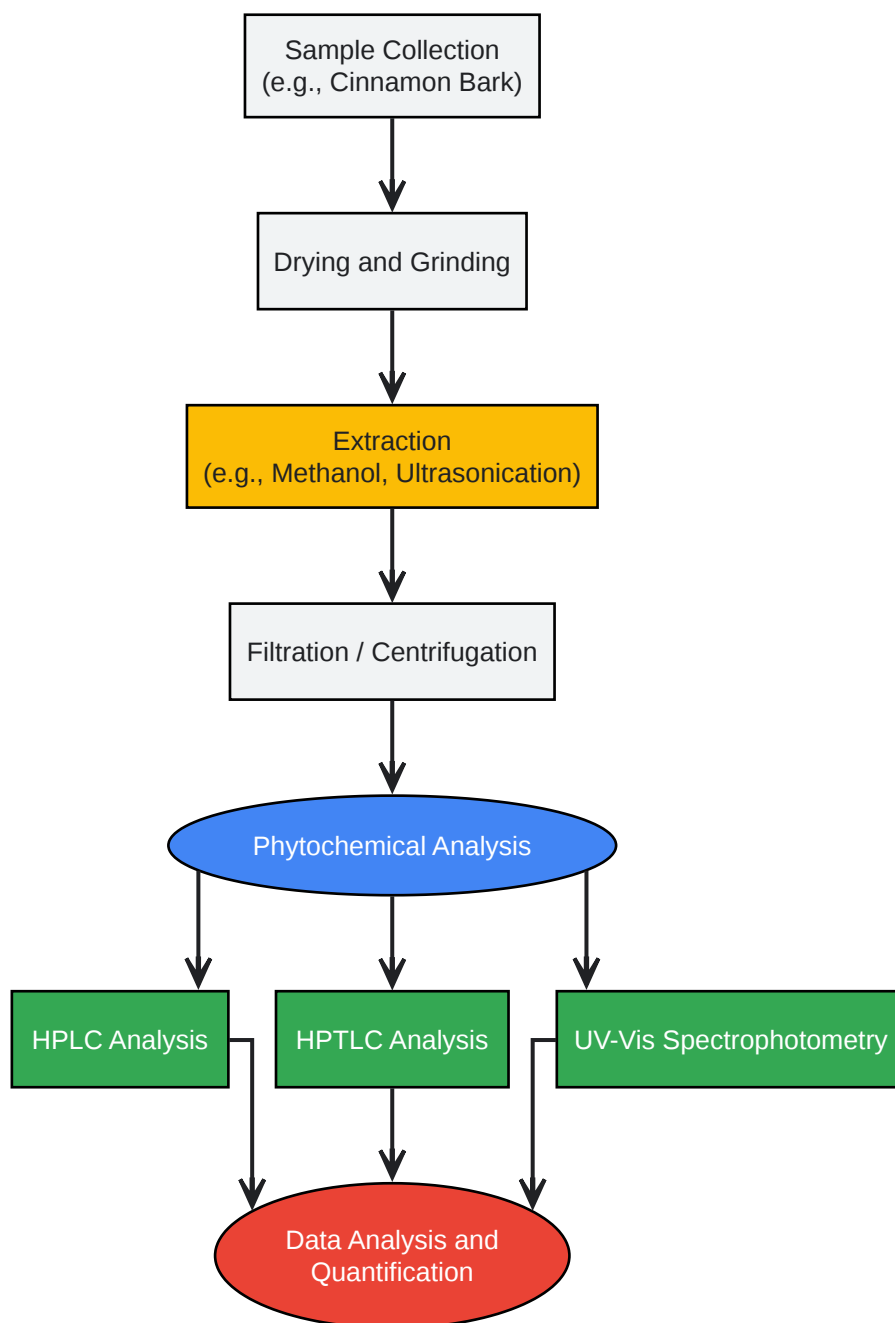 Sample Collection
(e.g., Cinnamon Bark)
Drying and Grinding
Extraction
(e.g., Methanol, Ultrasonication)
Filtration / Centrifugation
Phytochemical Analysis
HPLC Analysis
HPTLC Analysis
UV-Vis Spectrophotometry
Data Analysis and
Quantification